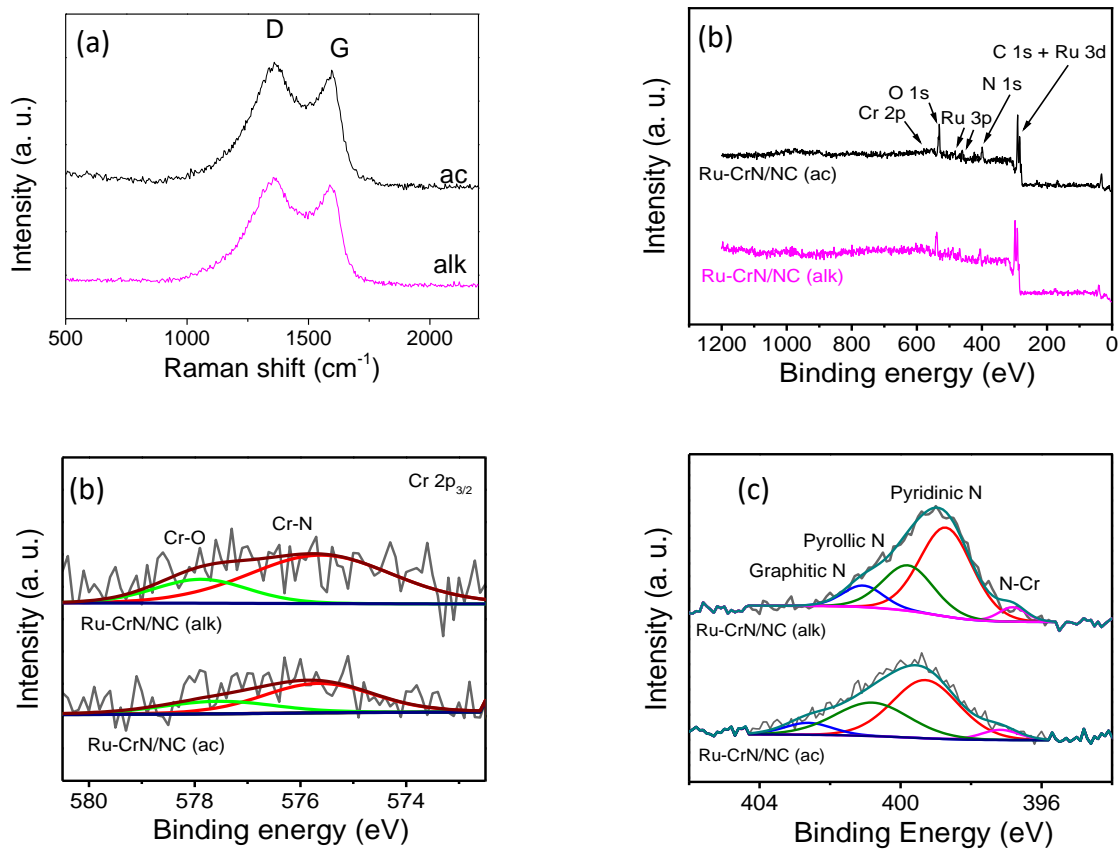 (a)
D
G
ac
alk
Intensity (a. u.)
500 1000 1500 2000
Raman shift (cm-1)
(b)
C 1s + Ru 3d
N 1s
O 1s
Ru 3p
Cr 2p
Ru-CrN/NC (ac)
Ru-CrN/NC (alk)
Intensity (a. u.)
1200 1000 800 600 400 200 0
Binding energy (eV)
(b)
Cr 2p3/2
Cr-O
Cr-N
Ru-CrN/NC (alk)
Ru-CrN/NC (ac)
Intensity (a. u.)
580 578 576 574
Binding energy (eV)
(c)
Pyridinic N
Pyrollic N
Graphitic N
N-Cr
Ru-CrN/NC (alk)
Ru-CrN/NC (ac)
Intensity (a. u.)
404 400 396
Binding Energy (eV)